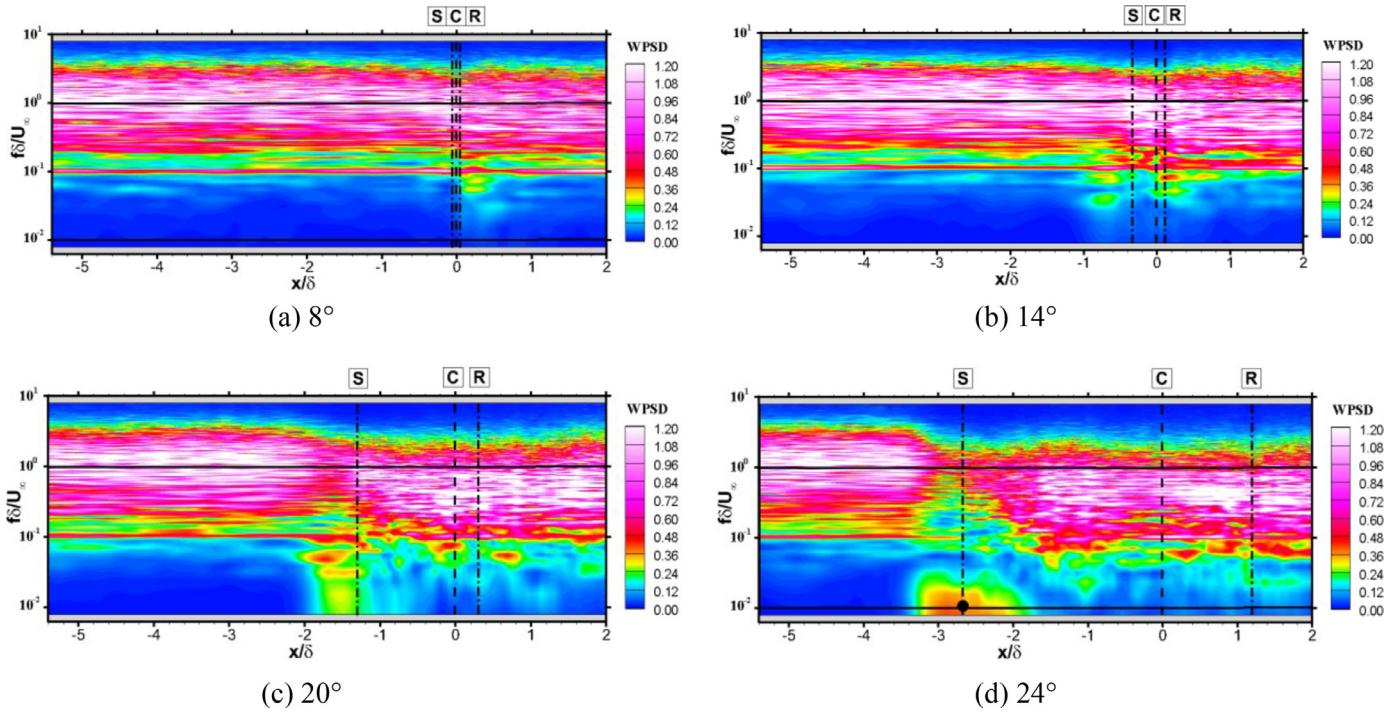 S C R
WPSD
10¹
10⁰
10⁻¹
10⁻²
fδ/U∞
1.20
1.08
0.96
0.84
0.72
0.60
0.48
0.36
0.24
0.12
0.00
-5 -4 -3 -2 -1 0 1 2
x/δ
(a) 8°
S C R
WPSD
10¹
10⁰
10⁻¹
10⁻²
fδ/U∞
1.20
1.08
0.96
0.84
0.72
0.60
0.48
0.36
0.24
0.12
0.00
-5 -4 -3 -2 -1 0 1 2
x/δ
(b) 14°
S C R
WPSD
10¹
10⁰
10⁻¹
10⁻²
fδ/U∞
1.20
1.08
0.96
0.84
0.72
0.60
0.48
0.36
0.24
0.12
0.00
-5 -4 -3 -2 -1 0 1 2
x/δ
(c) 20°
S C R
WPSD
10¹
10⁰
10⁻¹
10⁻²
fδ/U∞
1.20
1.08
0.96
0.84
0.72
0.60
0.48
0.36
0.24
0.12
0.00
-5 -4 -3 -2 -1 0 1 2
x/δ
(d) 24°